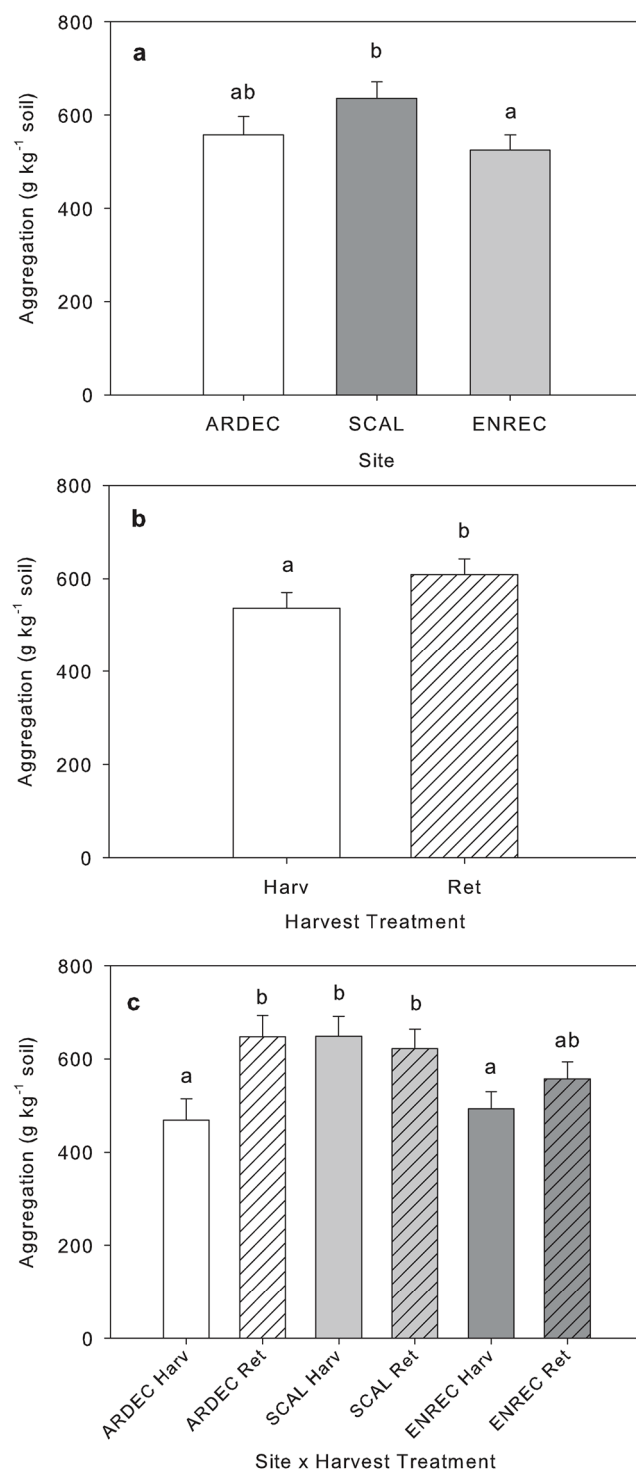 800
a
b
ab
600
a
400
200
0
Aggregation (g kg⁻¹ soil)
ARDEC SCAL ENREC
Site
800
b
b
a
600
400
200
0
Aggregation (g kg⁻¹ soil)
Harv Ret
Harvest Treatment
800
c
b b b
ab
a a
600
400
200
0
Aggregation (g kg⁻¹ soil)
ARDEC Harv
ARDEC Ret
SCAL Harv
SCAL Ret
ENREC Harv
ENREC Ret
Site x Harvest Treatment